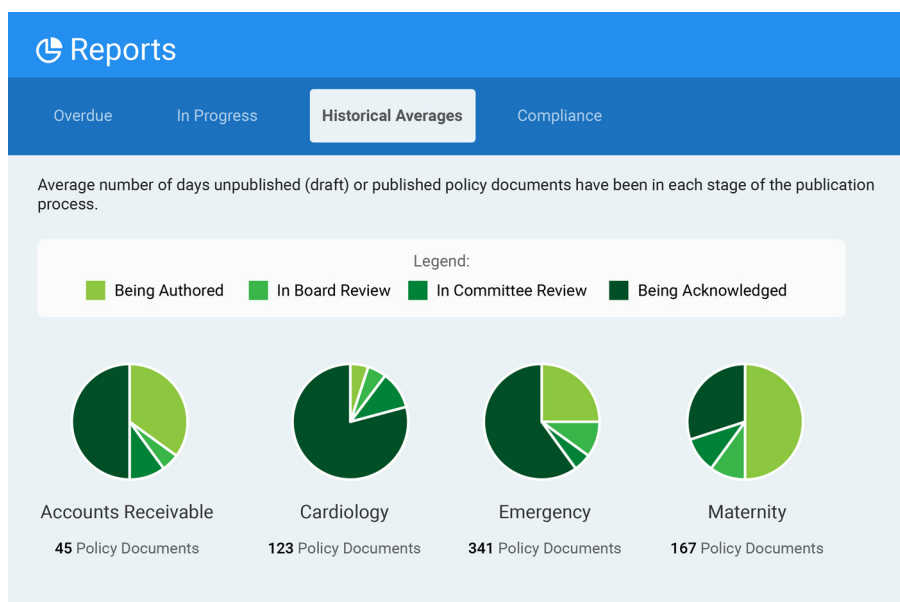 Reports
Overdue
In Progress
Historical Averages
Compliance
Average number of days unpublished (draft) or published policy documents have been in each stage of the publication
process.
Legend:
Being Authored
In Board Review
In Committee Review
Being Acknowledged
Accounts Receivable
45 Policy Documents
Cardiology
123 Policy Documents
Emergency
341 Policy Documents
Maternity
167 Policy Documents